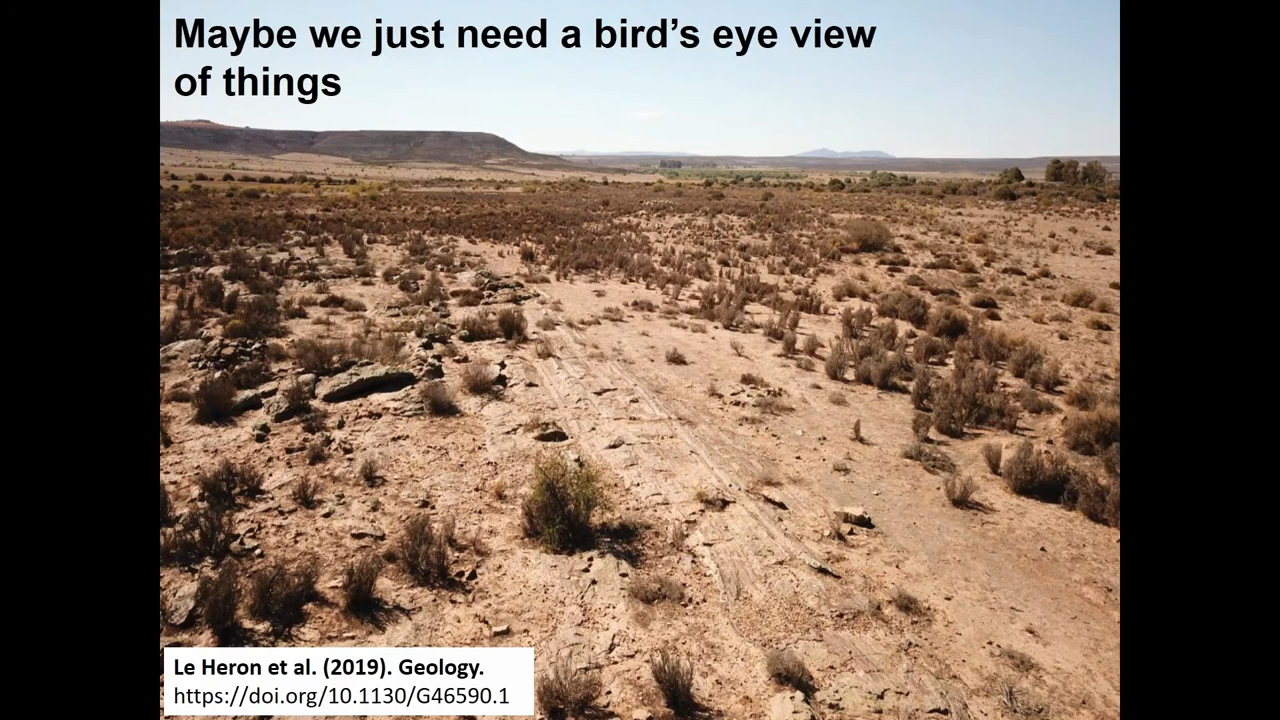 Maybe we just need a bird’s eye view
of things
Le Heron et al. (2019). Geology.
https://doi.org/10.1130/G46590.1